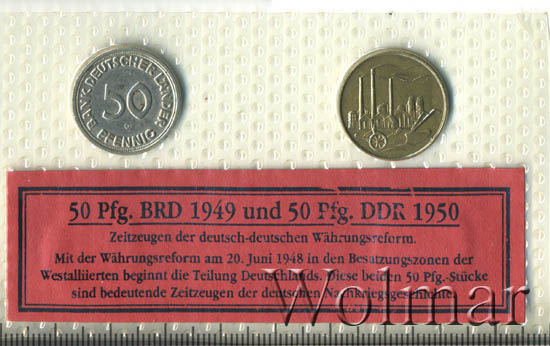 BANK DEUTSCHER LÄNDER
50
PFENNIG
50 Pfg. BRD 1949 und 50 Pfg. DDR 1950
Zeitzeugen der deutsch-deutschen Währungsreform.
Mit der Währungsreform am 20. Juni 1948 in den Besatzungszonen der
Westalliierten beginnt die Teilung Deutschlands. Diese beiden 50 Pfg.-Stücke
sind bedeutende Zeitzeugen der deutschen Nachkriegsgeschichte.
Wolmar